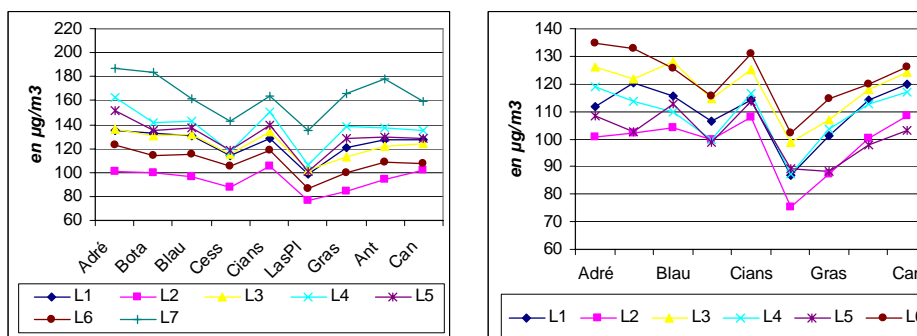 en µg/m3
220
200
180
160
140
120
100
80
60
Adré
Bota
Blau
Cess
Cians
LasPl
Gras
Ant
Can
L1 L2 L3 L4 L5
L6 L7
en µg/m3
140
130
120
110
100
90
80
70
60
Adré Blau Cians Gras Can
L1 L2 L3 L4 L5 L6